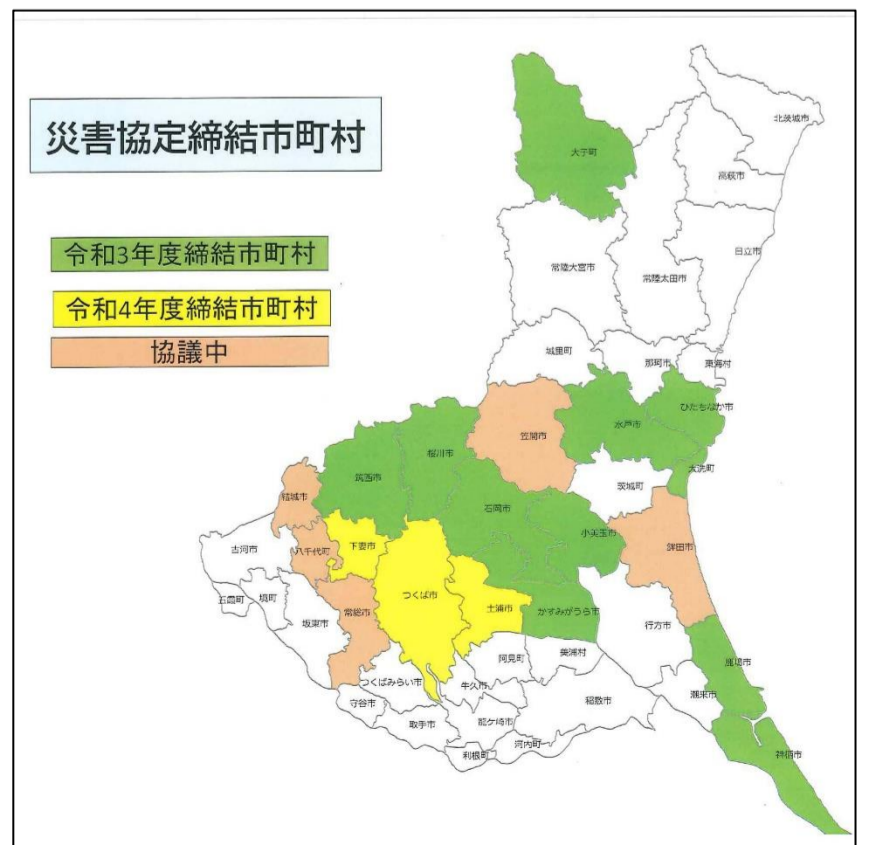 災害協定締結市町村
令和3年度締結市町村
令和4年度締結市町村
協議中
北茨城市
大子町
高萩市
日立市
常陸大宮市
常陸太田市
城里町
那珂市
東海村
ひたちなか市
水戸市
笠間市
桜川市
大洗町
筑西市
茨城町
結城市
石岡市
小美玉市
古河市
八千代町
下妻市
鉾田市
つくば市
五霞町
境町
常総市
土浦市
かすみがうら市
坂東市
行方市
阿見町
美浦村
鹿嶋市
つくばみらい市
牛久市
潮来市
守谷市
稲敷市
取手市
龍ケ崎市
河内町
利根町
神栖市